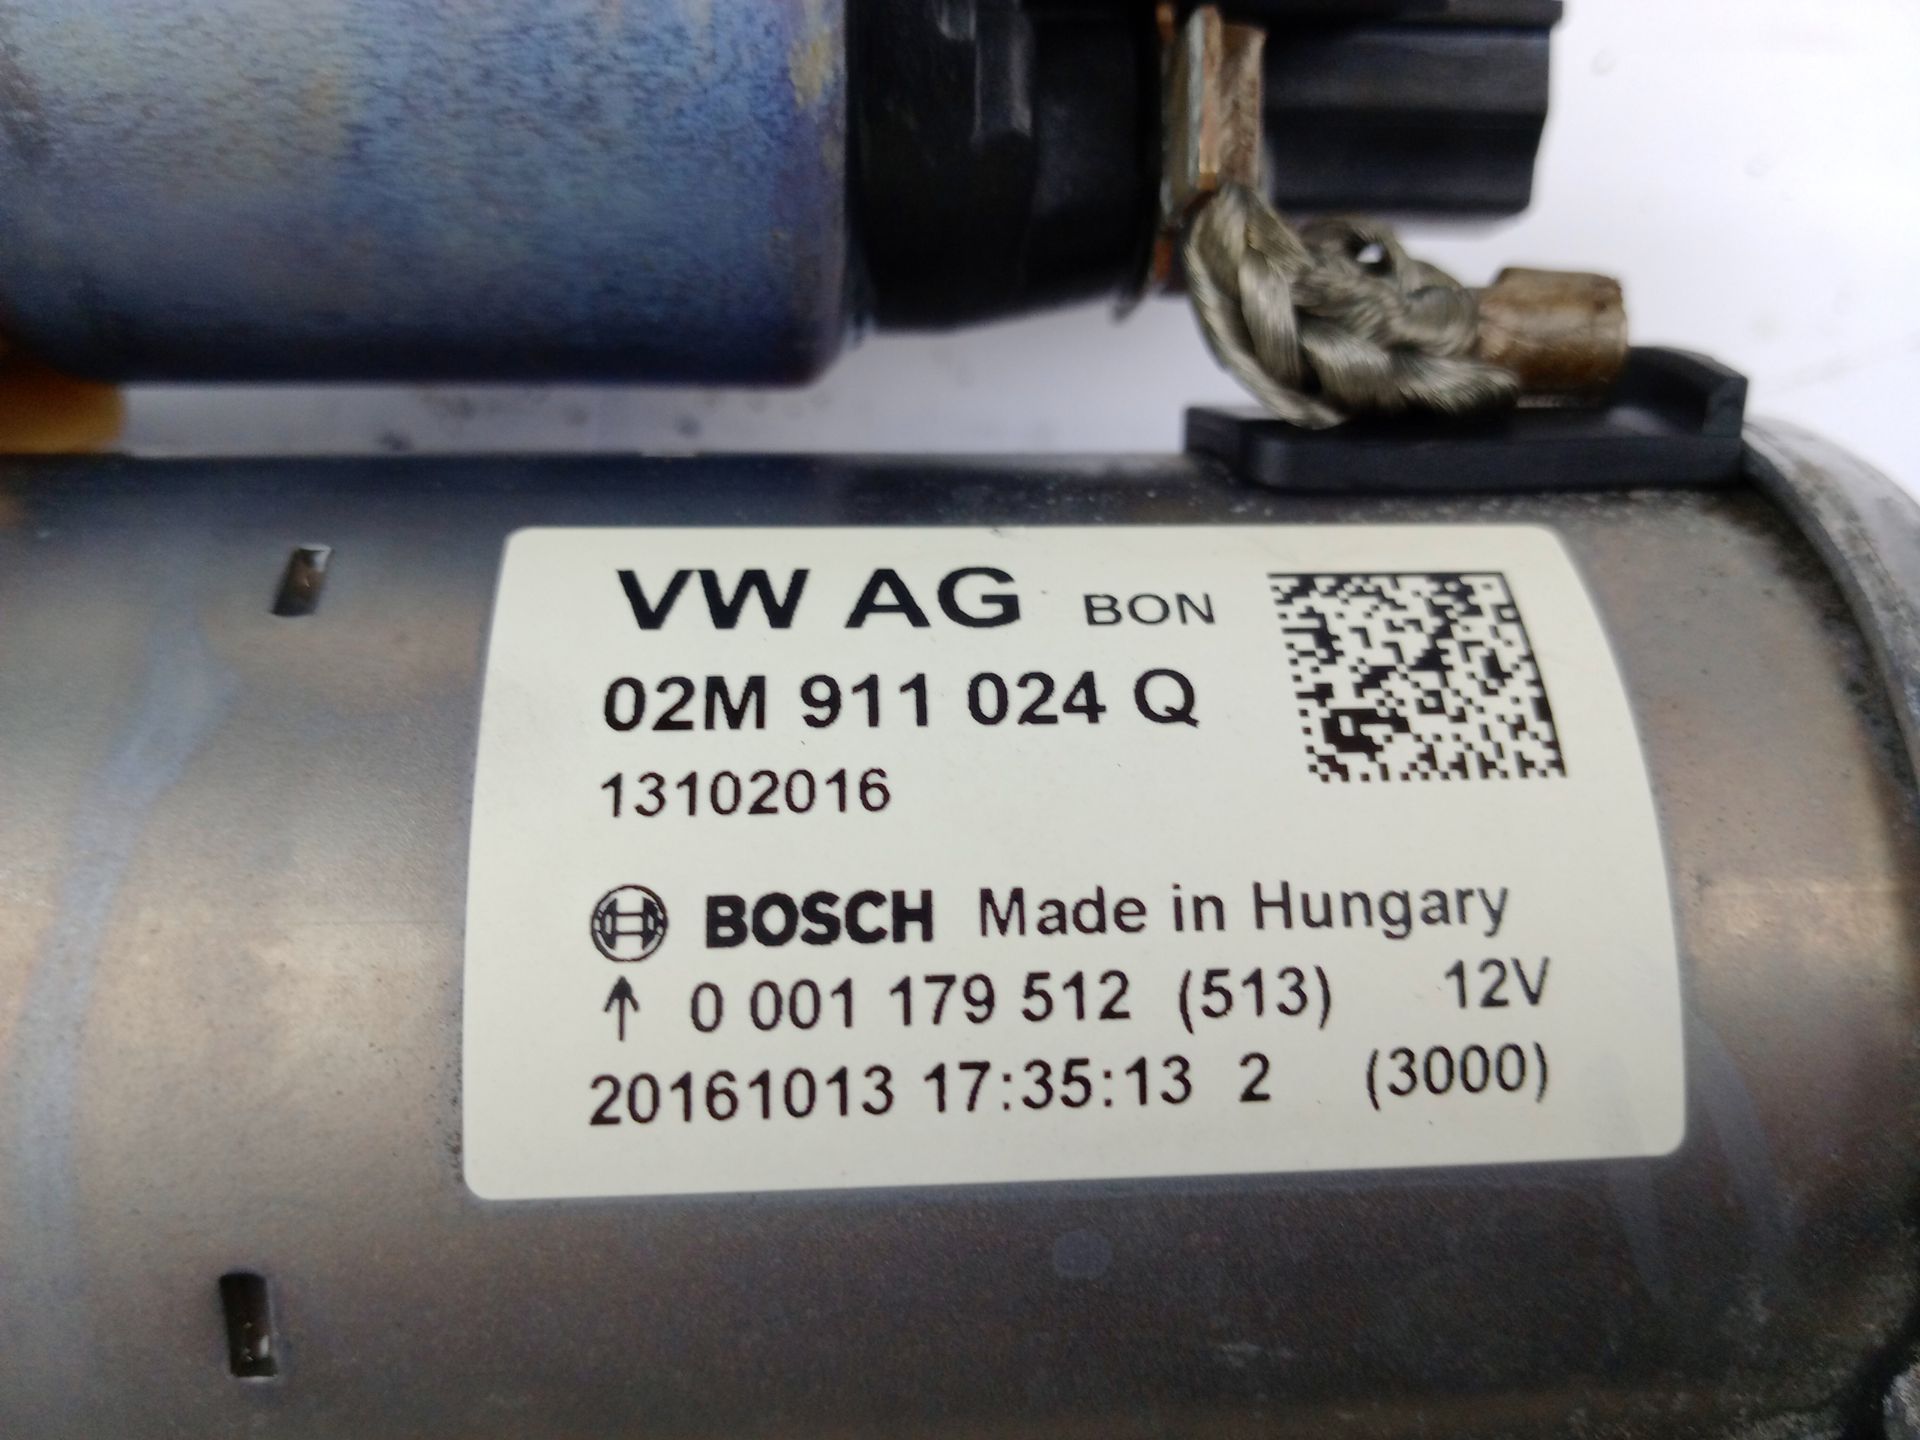 VW AG BON
02M 911 024 Q
13102016
BOSCH Made in Hungary
↑ 0 001 179 512 (513) 12V
20161013 17:35:13 2 (3000)